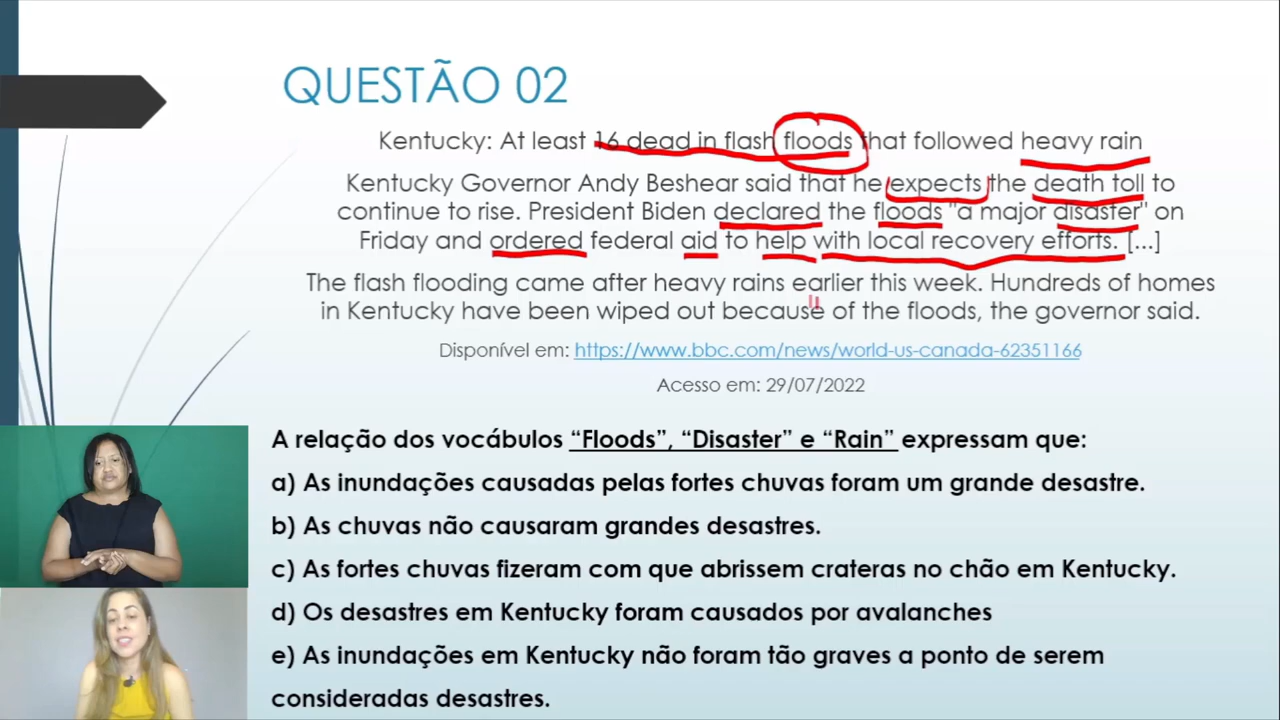 QUESTÃO 02
Kentucky: At least 16 dead in flash floods that followed heavy rain
Kentucky Governor Andy Beshear said that he expects the death toll to
continue to rise. President Biden declared the floods "a major disaster" on
Friday and ordered federal aid to help with local recovery efforts. [...]
The flash flooding came after heavy rains earlier this week. Hundreds of homes
in Kentucky have been wiped out because of the floods, the governor said.
Disponível em: https://www.bbc.com/news/world-us-canada-62351166
Acesso em: 29/07/2022
A relação dos vocábulos “Floods”, “Disaster” e “Rain” expressam que:
a) As inundações causadas pelas fortes chuvas foram um grande desastre.
b) As chuvas não causaram grandes desastres.
c) As fortes chuvas fizeram com que abrissem crateras no chão em Kentucky.
d) Os desastres em Kentucky foram causados por avalanches
e) As inundações em Kentucky não foram tão graves a ponto de serem
consideradas desastres.